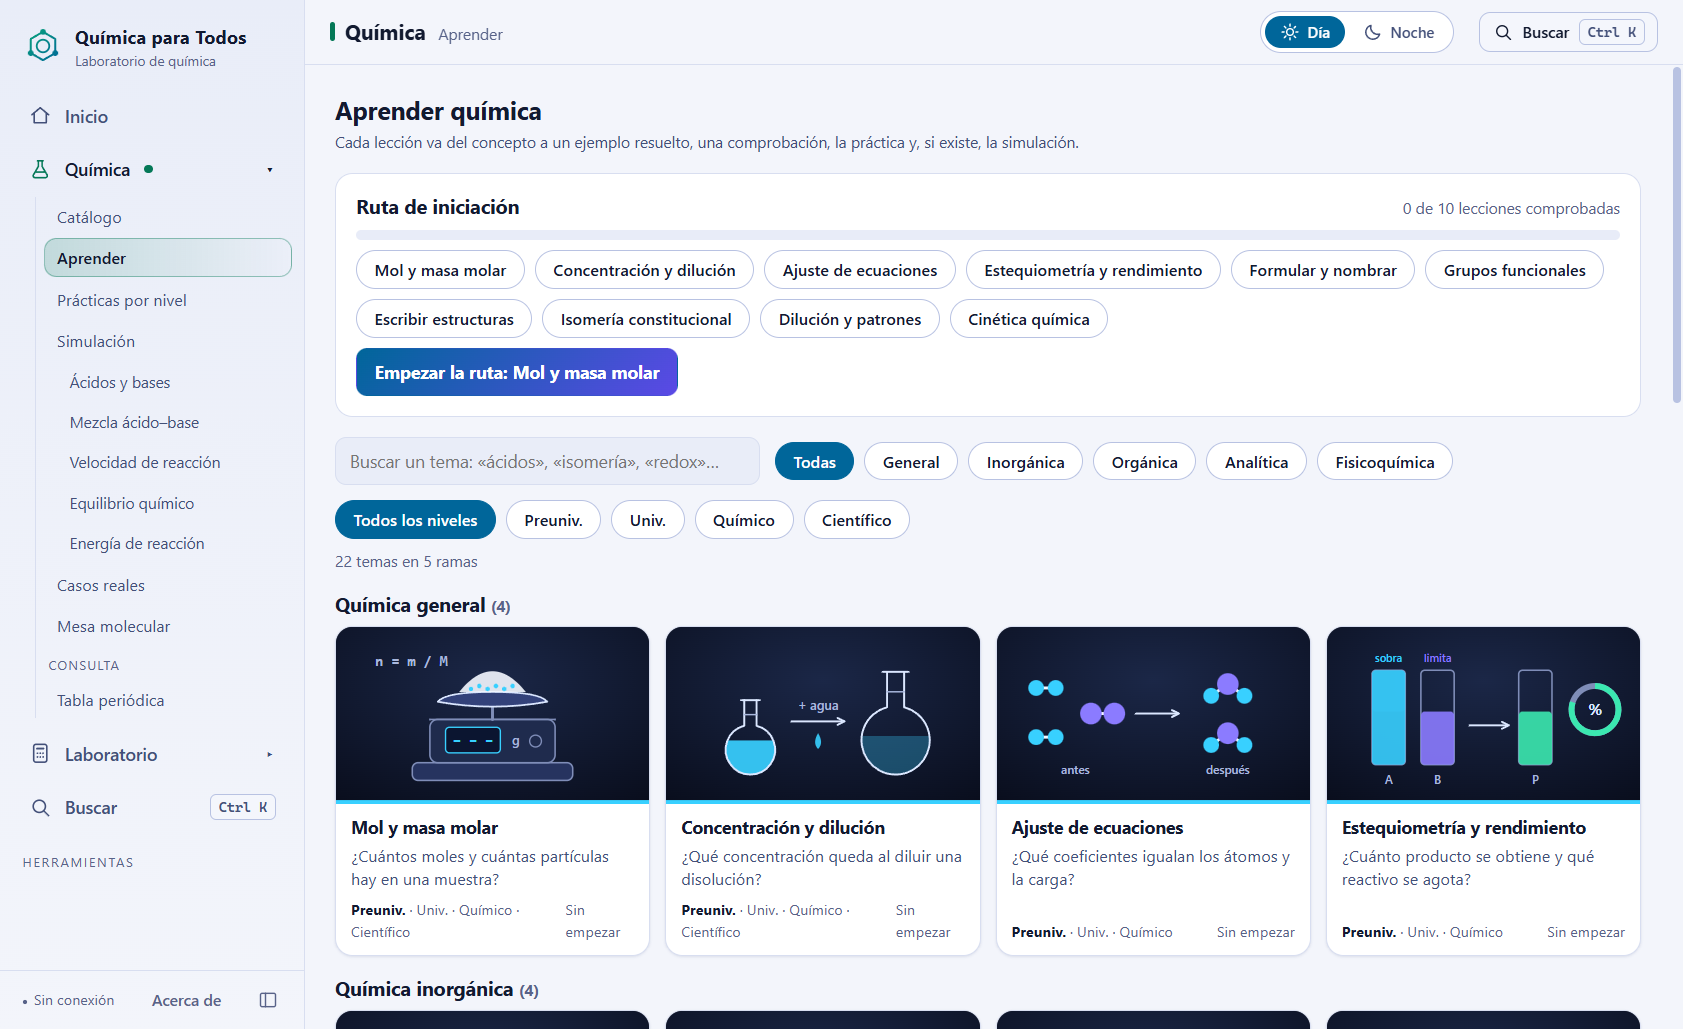 Química para Todos
Laboratorio de química
Inicio
Química
Catálogo
Aprender
Prácticas por nivel
Simulación
Ácidos y bases
Mezcla ácido–base
Velocidad de reacción
Equilibrio químico
Energía de reacción
Casos reales
Mesa molecular
CONSULTA
Tabla periódica
Laboratorio
Buscar Ctrl K
HERRAMIENTAS
Sin conexión Acerca de
Química Aprender
Día Noche Buscar Ctrl K
Aprender química
Cada lección va del concepto a un ejemplo resuelto, una comprobación, la práctica y, si existe, la simulación.
Ruta de iniciación 0 de 10 lecciones comprobadas
Mol y masa molar Concentración y dilución Ajuste de ecuaciones Estequiometría y rendimiento Formular y nombrar Grupos funcionales
Escribir estructuras Isomería constitucional Dilución y patrones Cinética química
Empezar la ruta: Mol y masa molar
Buscar un tema: «ácidos», «isomería», «redox»... Todas General Inorgánica Orgánica Analítica Fisicoquímica
Todos los niveles Preuniv. Univ. Químico Científico
22 temas en 5 ramas
Química general (4)
n = m / M
- - - g
Mol y masa molar
¿Cuántos moles y cuántas partículas
hay en una muestra?
Preuniv. · Univ. · Químico ·
Científico
Sin
empezar
+ agua
Concentración y dilución
¿Qué concentración queda al diluir una
disolución?
Preuniv. · Univ. · Químico ·
Científico
Sin
empezar
antes después
Ajuste de ecuaciones
¿Qué coeficientes igualan los átomos y
la carga?
Preuniv. · Univ. · Químico Sin empezar
sobra limita
%
A B P
Estequiometría y rendimiento
¿Cuánto producto se obtiene y qué
reactivo se agota?
Preuniv. · Univ. · Químico Sin empezar
Química inorgánica (4)